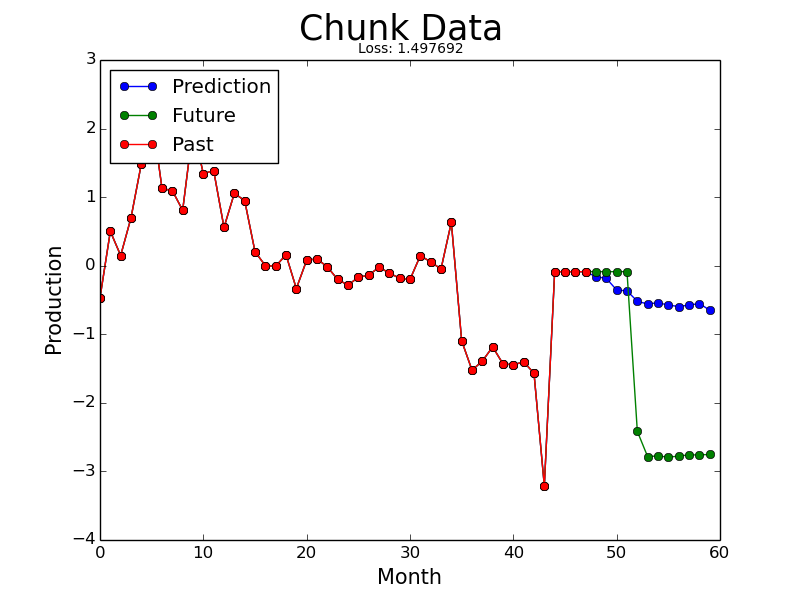 Chunk Data
Loss: 1.497692
3
2
1
0
−1
−2
−3
−4
Prediction
Future
Past
Production
0 10 20 30 40 50 60
Month